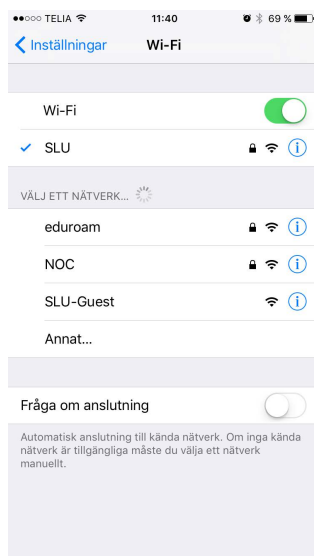 TELIA 11:40 69 %
Inställningar Wi-Fi
Wi-Fi
SLU
VÄLJ ETT NÄTVERK...
eduroam
NOC
SLU-Guest
Annat...
Fråga om anslutning
Automatisk anslutning till kända nätverk. Om inga kända
nätverk är tillgängliga måste du välja ett nätverk
manuellt.